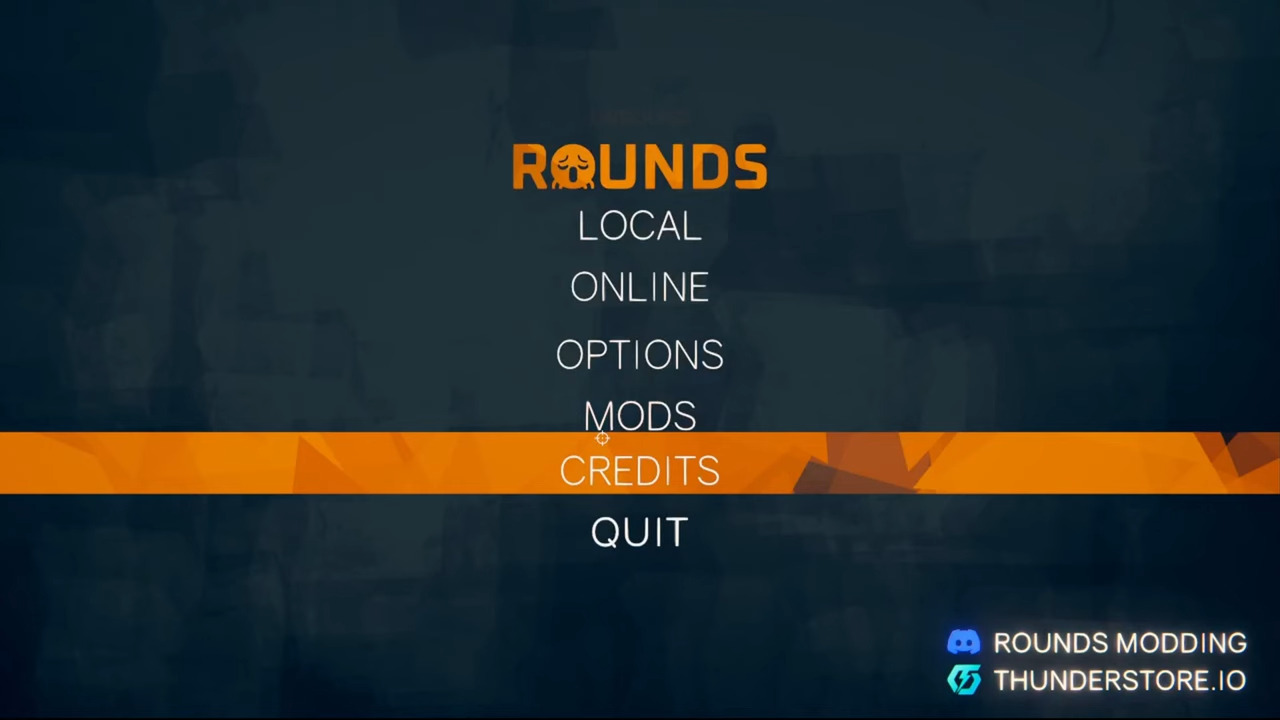 ROUNDS
LOCAL
ONLINE
OPTIONS
MODS
CREDITS
QUIT
ROUNDS MODDING
THUNDERSTORE.IO